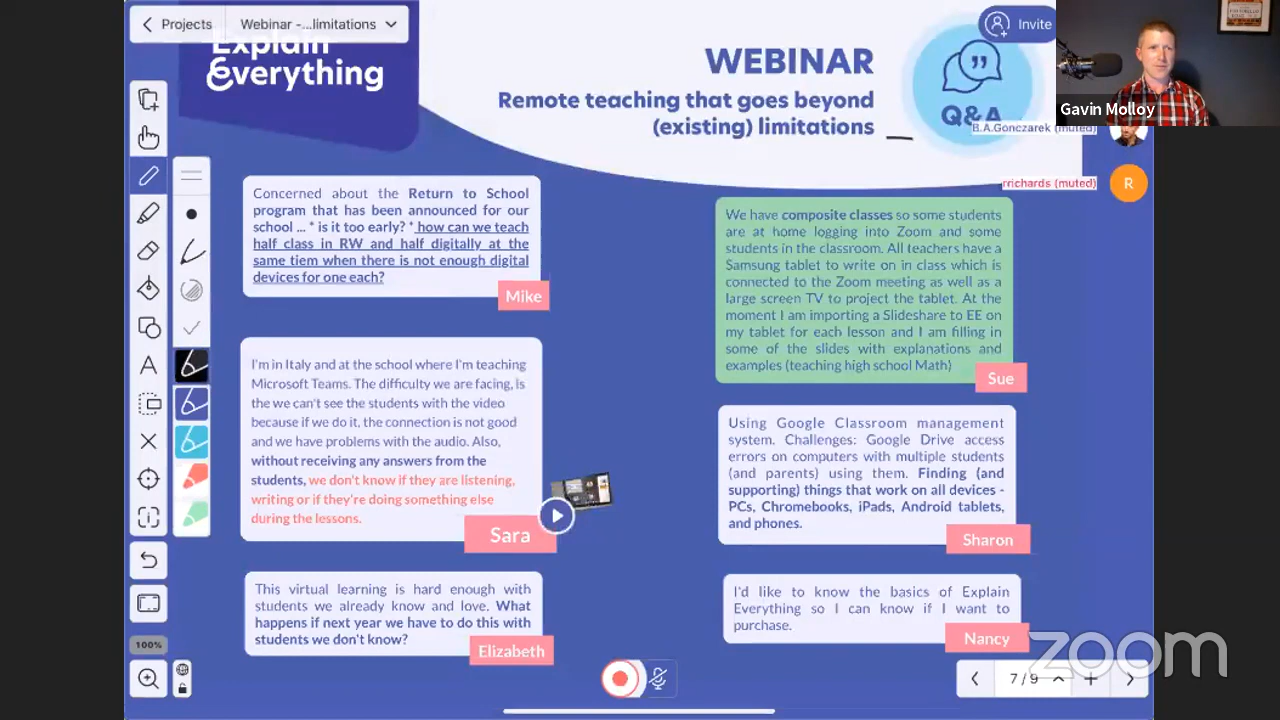 Projects
Webinar -...limitations
Invite
Explain
Everything
WEBINAR
Remote teaching that goes beyond
(existing) limitations
Q&A
Gavin Molloy
B.A.Gonczarek (muted)
rrichards (muted)
R
Concerned about the Return to School
program that has been announced for our
school ... * is it too early? * how can we teach
half class in RW and half digitally at the
same tiem when there is not enough digital
devices for one each?
Mike
We have composite classes so some students
are at home logging into Zoom and some
students in the classroom. All teachers have a
Samsung tablet to write on in class which is
connected to the Zoom meeting as well as a
large screen TV to project the tablet. At the
moment I am importing a Slideshare to EE on
my tablet for each lesson and I am filling in
some of the slides with explanations and
examples (teaching high school Math)
Sue
I'm in Italy and at the school where I'm teaching
Microsoft Teams. The difficulty we are facing, is
the we can't see the students with the video
because if we do it, the connection is not good
and we have problems with the audio. Also,
without receiving any answers from the
students, we don't know if they are listening,
writing or if they're doing something else
during the lessons.
Sara
Using Google Classroom management
system. Challenges: Google Drive access
errors on computers with multiple students
(and parents) using them. Finding (and
supporting) things that work on all devices -
PCs, Chromebooks, iPads, Android tablets,
and phones.
Sharon
This virtual learning is hard enough with
students we already know and love. What
happens if next year we have to do this with
students we don't know?
Elizabeth
I'd like to know the basics of Explain
Everything so I can know if I want to
purchase.
Nancy
A
100%
7/9
zoom